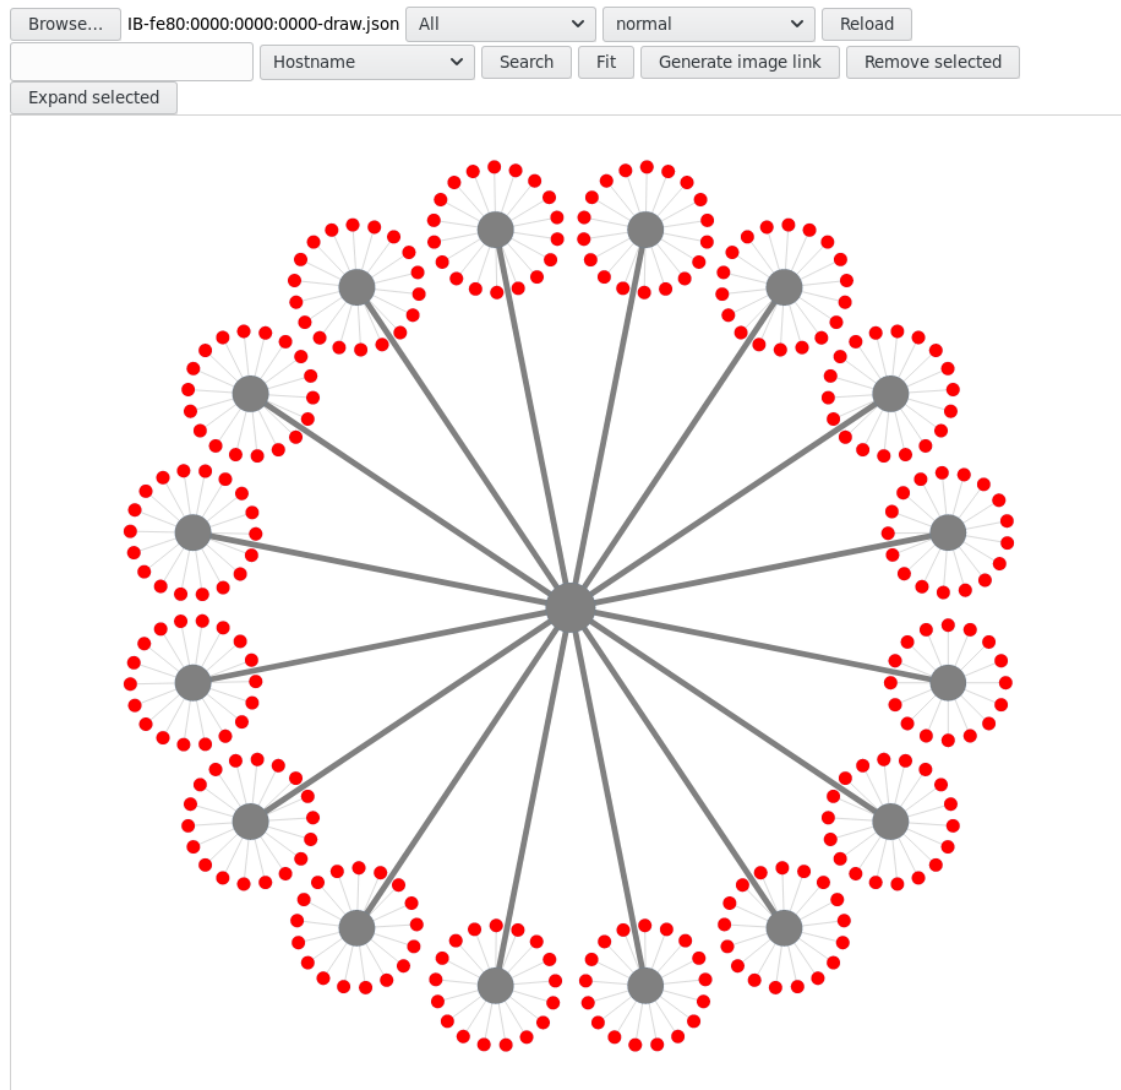 Browse... IB-fe80:0000:0000:0000-draw.json All normal Reload
Hostname Search Fit Generate image link Remove selected
Expand selected